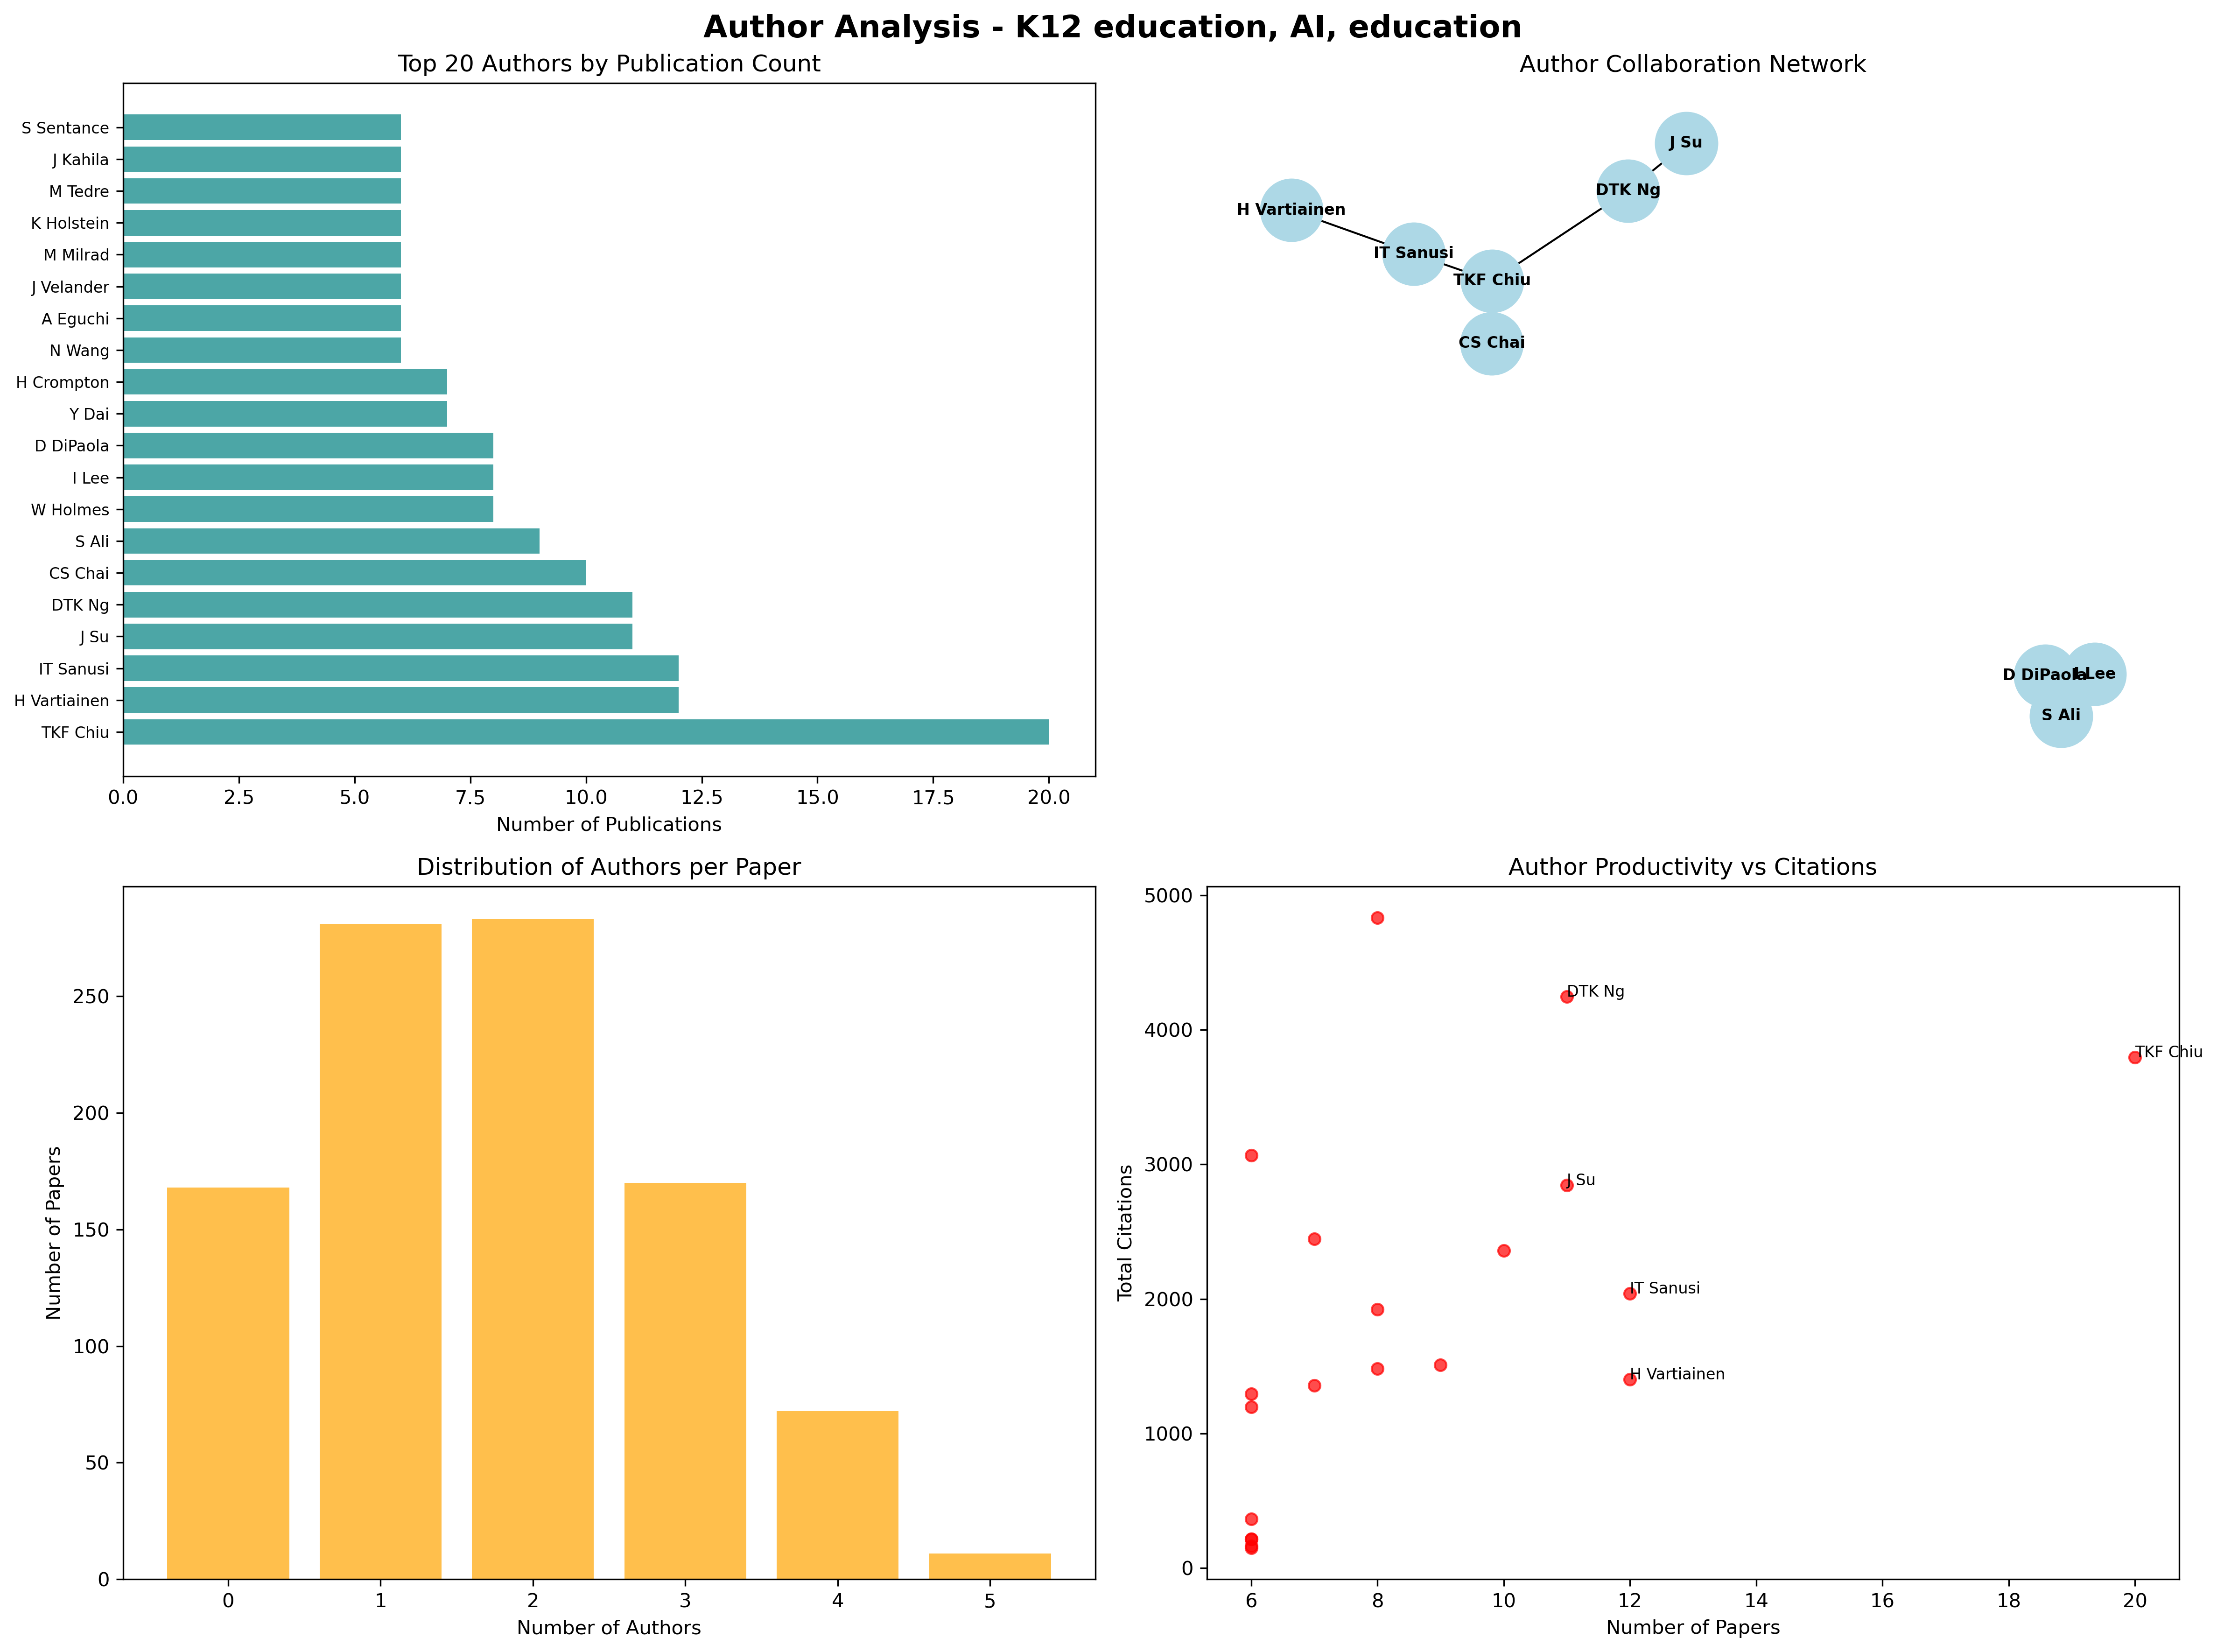 Author Analysis - K12 education, AI, education
Top 20 Authors by Publication Count
S Sentance
J Kahila
M Tedre
K Holstein
M Milrad
J Velander
A Eguchi
N Wang
H Crompton
Y Dai
D DiPaola
I Lee
W Holmes
S Ali
CS Chai
DTK Ng
J Su
IT Sanusi
H Vartiainen
TKF Chiu
0.0 2.5 5.0 7.5 10.0 12.5 15.0 17.5 20.0
Number of Publications
Author Collaboration Network
J Su
DTK Ng
H Vartiainen
IT Sanusi
TKF Chiu
CS Chai
D DiPaola
I Lee
S Ali
Distribution of Authors per Paper
Number of Papers
250
200
150
100
50
0
0 1 2 3 4 5
Number of Authors
Author Productivity vs Citations
Total Citations
5000
4000
3000
2000
1000
0
DTK Ng
TKF Chiu
J Su
IT Sanusi
H Vartiainen
6 8 10 12 14 16 18 20
Number of Papers